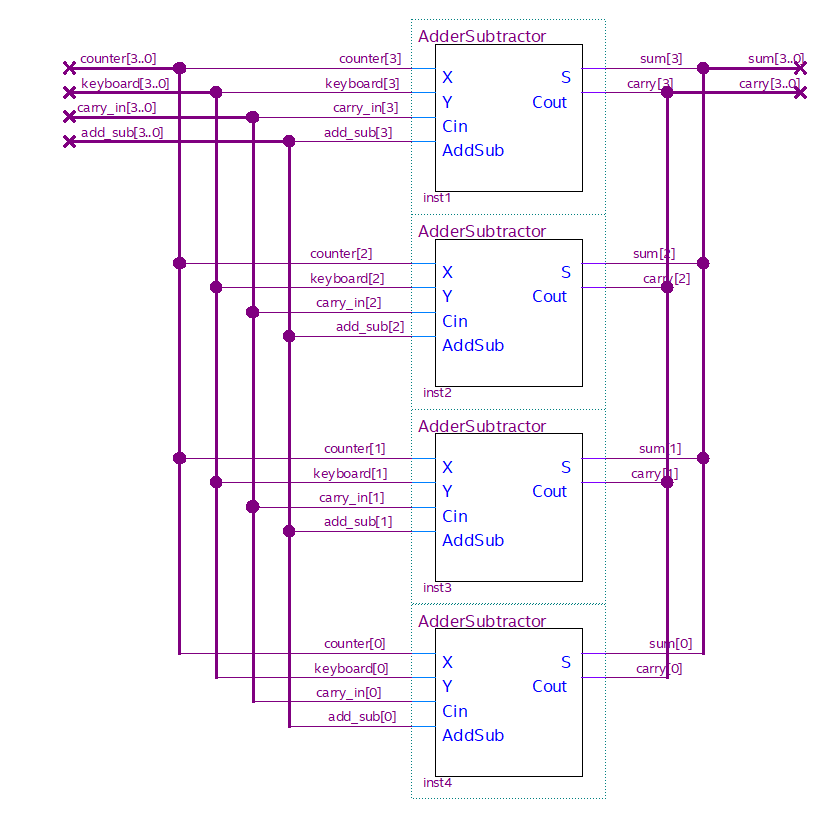 AdderSubtractor
counter[3..0] counter[3] sum[3] sum[3..0]
X S
keyboard[3..0] keyboard[3] carry[3] carry[3..0]
Y Cout
carry_in[3..0] carry_in[3]
Cin
add_sub[3..0] add_sub[3]
AddSub
inst1
AdderSubtractor
counter[2] sum[2]
X S
keyboard[2] carry[2]
Y Cout
carry_in[2]
Cin
add_sub[2]
AddSub
inst2
AdderSubtractor
counter[1] sum[1]
X S
keyboard[1] carry[1]
Y Cout
carry_in[1]
Cin
add_sub[1]
AddSub
inst3
AdderSubtractor
counter[0] sum[0]
X S
keyboard[0] carry[0]
Y Cout
carry_in[0]
Cin
add_sub[0]
AddSub
inst4